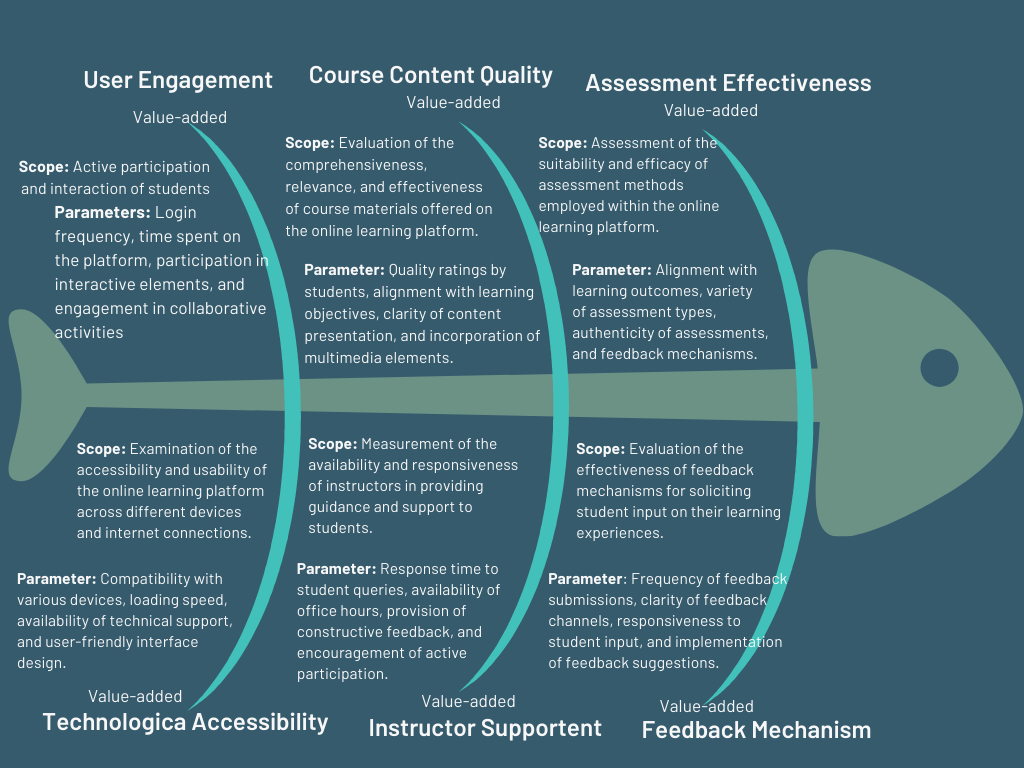 User Engagement
Value-added
Scope: Active participation
and interaction of students
Parameters: Login
frequency, time spent on
the platform, participation in
interactive elements, and
engagement in collaborative
activities
Course Content Quality
Value-added
Scope: Evaluation of the
comprehensiveness,
relevance, and effectiveness
of course materials offered on
the online learning platform.
Parameter: Quality ratings by
students, alignment with learning
objectives, clarity of content
presentation, and incorporation of
multimedia elements.
Assessment Effectiveness
Value-added
Scope: Assessment of the
suitability and efficacy of
assessment methods
employed within the online
learning platform.
Parameter: Alignment with
learning outcomes, variety
of assessment types,
authenticity of assessments,
and feedback mechanisms.
Scope: Examination of the
accessibility and usability of
the online learning platform
across different devices
and internet connections.
Parameter: Compatibility with
various devices, loading speed,
availability of technical support,
and user-friendly interface
design.
Value-added
Technologica Accessibility
Scope: Measurement of the
availability and responsiveness
of instructors in providing
guidance and support to
students.
Parameter: Response time to
student queries, availability of
office hours, provision of
constructive feedback, and
encouragement of active
participation.
Value-added
Instructor Supportent
Scope: Evaluation of the
effectiveness of feedback
mechanisms for soliciting
student input on their learning
experiences.
Parameter: Frequency of feedback
submissions, clarity of feedback
channels, responsiveness to
student input, and implementation
of feedback suggestions.
Value-added
Feedback Mechanism